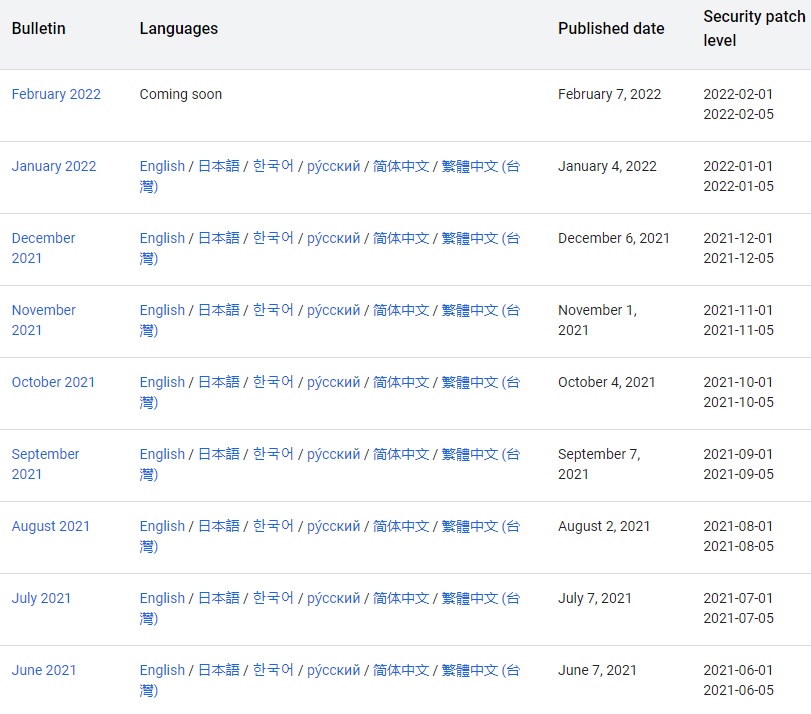 Bulletin Languages Published date Security patch level
February 2022 Coming soon February 7, 2022 2022-02-01
2022-02-05
January 2022 English / 日本語 / 한국어 / ру́сский / 简体中文 / 繁體中文 (台 January 4, 2022 2022-01-01
灣) 2022-01-05
December English / 日本語 / 한국어 / ру́сский / 简体中文 / 繁體中文 (台 December 6, 2021 2021-12-01
2021 灣) 2021-12-05
November English / 日本語 / 한국어 / ру́сский / 简体中文 / 繁體中文 (台 November 1, 2021-11-01
2021 灣) 2021 2021-11-05
October 2021 English / 日本語 / 한국어 / ру́сский / 简体中文 / 繁體中文 (台 October 4, 2021 2021-10-01
灣) 2021-10-05
September English / 日本語 / 한국어 / ру́сский / 简体中文 / 繁體中文 (台 September 7, 2021-09-01
2021 灣) 2021 2021-09-05
August 2021 English / 日本語 / 한국어 / ру́сский / 简体中文 / 繁體中文 (台 August 2, 2021 2021-08-01
灣) 2021-08-05
July 2021 English / 日本語 / 한국어 / ру́сский / 简体中文 / 繁體中文 (台 July 7, 2021 2021-07-01
灣) 2021-07-05
June 2021 English / 日本語 / 한국어 / ру́сский / 简体中文 / 繁體中文 (台 June 7, 2021 2021-06-01
灣) 2021-06-05